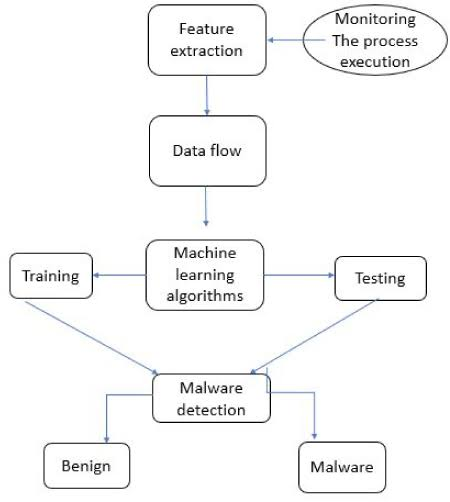 Monitoring
The process
execution
Feature
extraction
Data flow
Machine
learning
algorithms
Training
Testing
Malware
detection
Benign
Malware